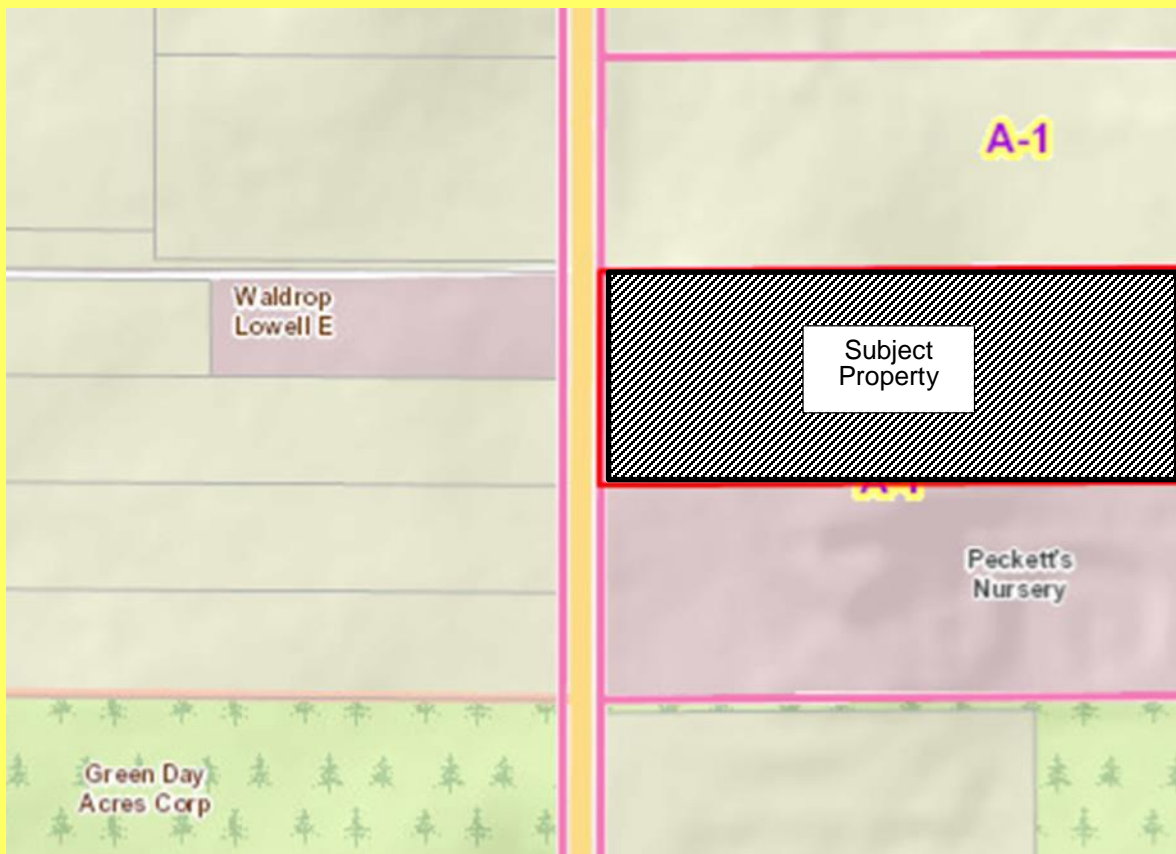 A-1
Waldrop
Lowell E
Subject
Property
Peckett's
Nursery
Green Day
Acres Corp